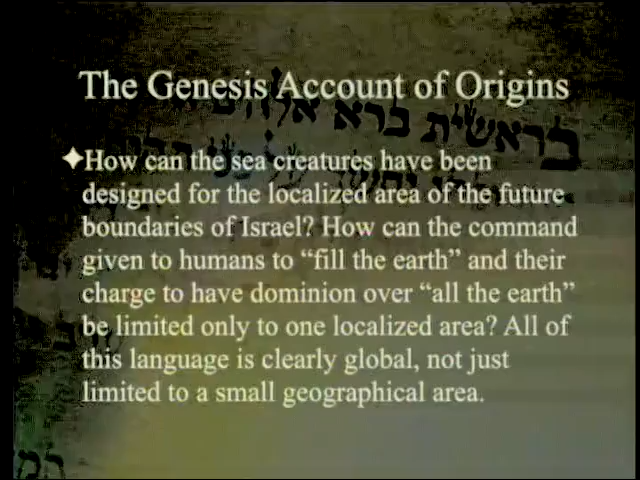 The Genesis Account of Origins
בראשית ברא אלהים
How can the sea creatures have been
designed for the localized area of the future
boundaries of Israel? How can the command
given to humans to “fill the earth” and their
charge to have dominion over “all the earth”
be limited only to one localized area? All of
this language is clearly global, not just
limited to a small geographical area.